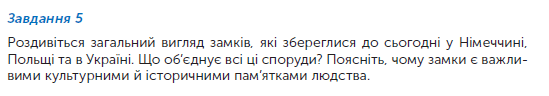 Завдання 5
Роздивіться загальний вигляд замків, які збереглися до сьогодні у Німеччині,
Польщі та в Україні. Що об’єднує всі ці споруди? Поясніть, чому замки є важли-
вими культурними й історичними пам’ятками людства.